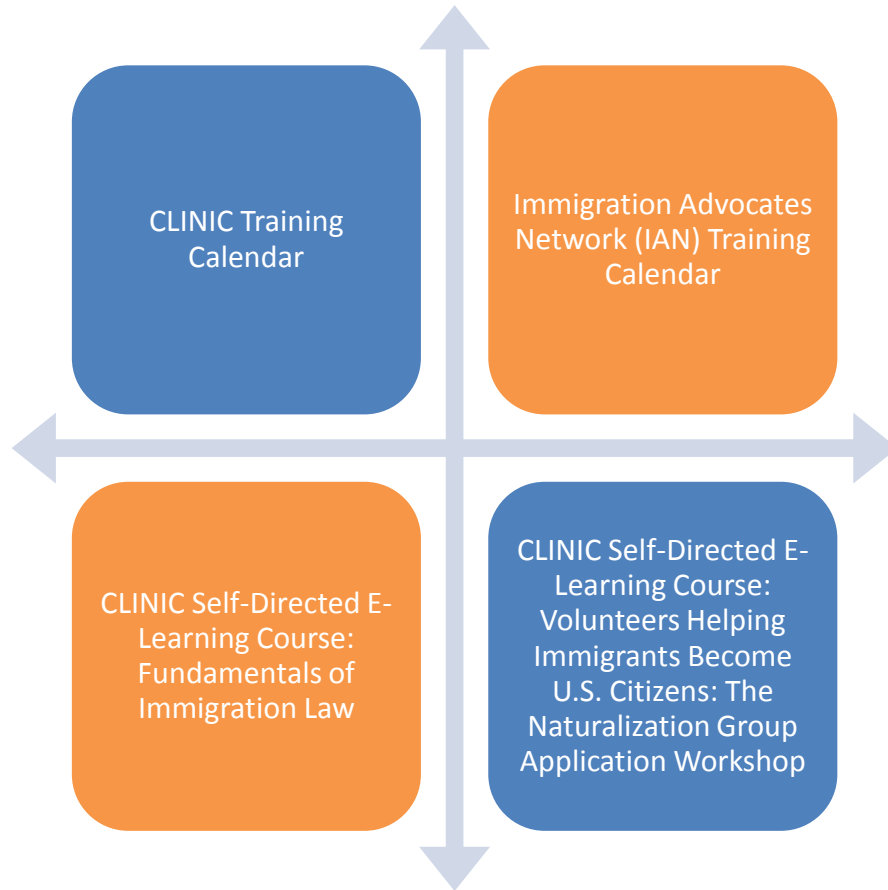 CLINIC Training
Calendar
Immigration Advocates
Network (IAN) Training
Calendar
CLINIC Self-Directed E-
Learning Course:
Fundamentals of
Immigration Law
CLINIC Self-Directed E-
Learning Course:
Volunteers Helping
Immigrants Become
U.S. Citizens: The
Naturalization Group
Application Workshop